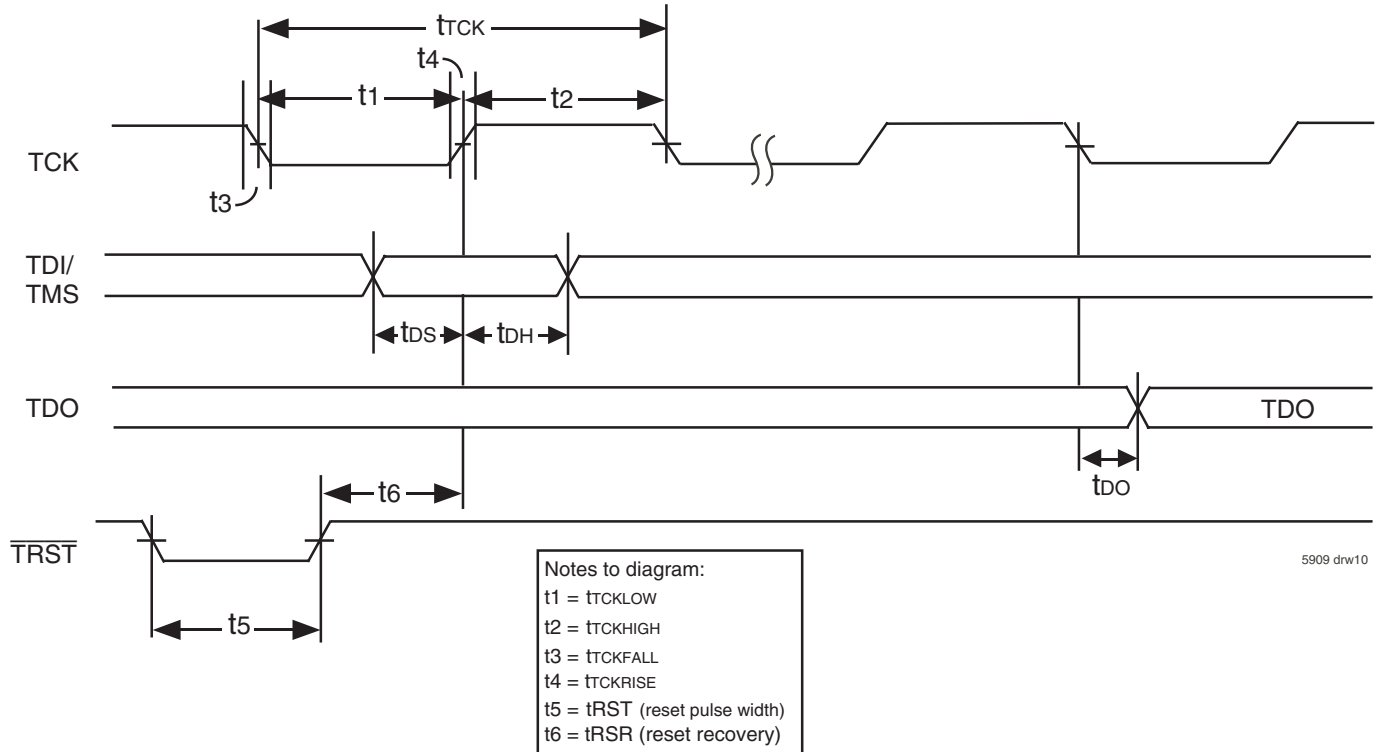 tTCK
t4
t1
t2
TCK
t3
TDI/
TMS
tDS
tDH
TDO
TDO
tDO
t6
TRST
5909 drw10
t5
Notes to diagram:
t1 = tTCKLOW
t2 = tTCKHIGH
t3 = tTCKFALL
t4 = tTCKRISE
t5 = tRST (reset pulse width)
t6 = tRSR (reset recovery)